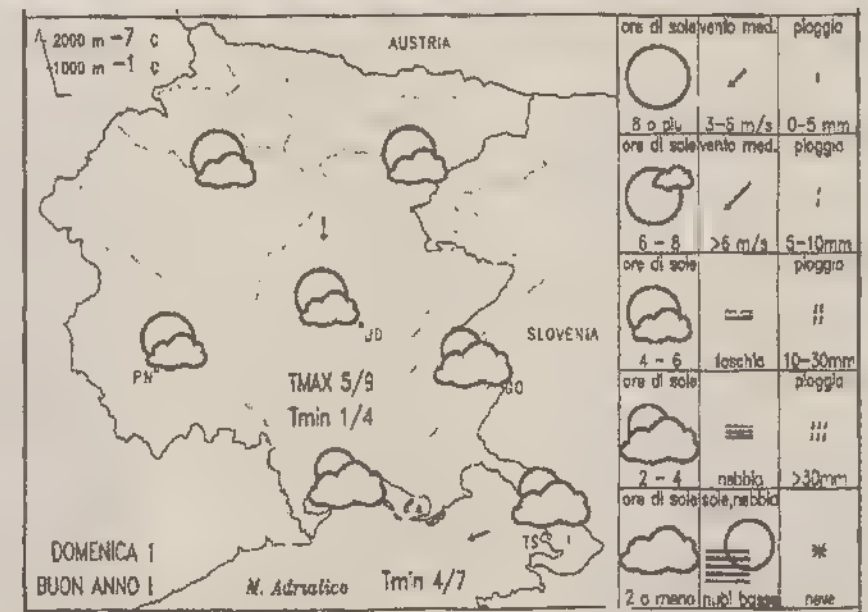 2000 m -7 c
1000 m -1 c
AUSTRIA
SLOVENIA
UD
PN
GO
TMAX 5/9
Tmin 1/4
TS
DOMENICA 1
BUON ANNO !
M. Adriatico
Tmin 4/7
ore di sole vento med. pioggia
8 o piu 3-6 m/s 0-5 mm
ore di sole vento med. pioggia
6 - 8 >6 m/s 5-10mm
ore di sole pioggia
4 - 6 foschia 10-30mm
ore di sole pioggia
2 - 4 nebbia >30mm
ore di sole sole,nebbia
2 o meno nubi basse neve